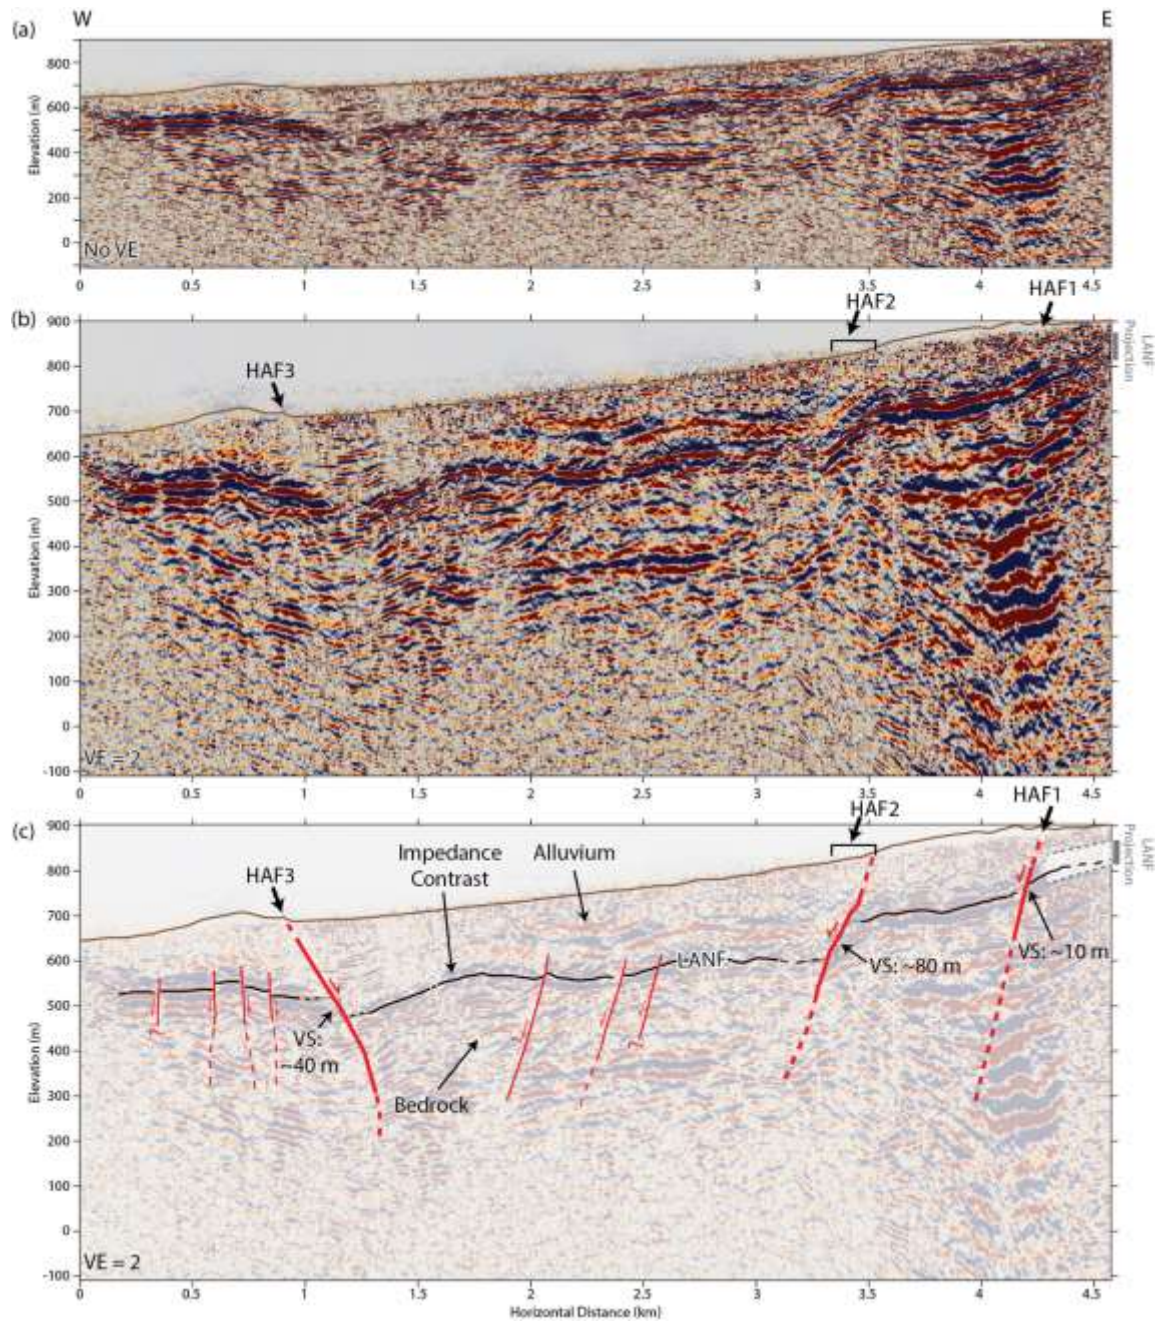 W
E
(a)
800
600
400
200
0
Elevation (m)
No VE
0
0.5
1
1.5
2
2.5
3
3.5
4
4.5
HAF2
HAF1
(b)
900
800
700
600
500
400
300
200
100
0
-100
Elevation (m)
HAF3
LANF
Projection
VE = 2
0
0.5
1
1.5
2
2.5
3
3.5
4
4.5
HAF2
HAF1
(c)
900
800
700
600
500
400
300
200
100
0
-100
Elevation (m)
HAF3
Impedance
Contrast
Alluvium
LANF
Projection
LANF
VS: ~10 m
VS: ~80 m
VS:
~40 m
Bedrock
?
?
?
VE = 2
0
0.5
1
1.5
2
2.5
3
3.5
4
4.5
Horizontal Distance (km)